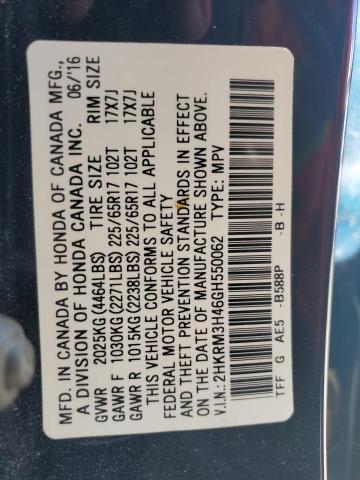 MFD. IN CANADA BY HONDA OF CANADA MFG.,
A DIVISION OF HONDA CANADA INC. 06/'16
GVWR 2025KG(4464LBS) TIRE SIZE RIM SIZE
GAWR F 1030KG(2271LBS) 225/65R17 102T 17X7J
GAWR R 1015KG(2238LBS) 225/65R17 102T 17X7J
THIS VEHICLE CONFORMS TO ALL APPLICABLE
FEDERAL MOTOR VEHICLE SAFETY
AND THEFT PREVENTION STANDARDS IN EFFECT
ON THE DATE OF MANUFACTURE SHOWN ABOVE.
V.I.N.: 2HKRM3H46GH550062 TYPE: MPV
TFF G AE5 -B588P -B -H